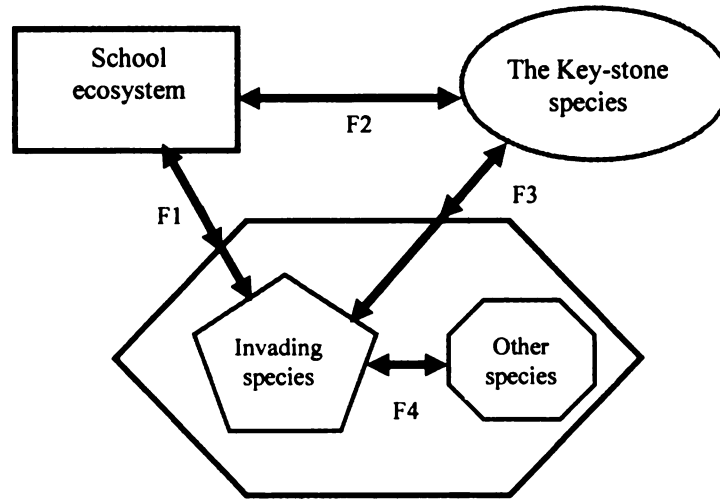 School
ecosystem
The Key-stone
species
F2
F1
F3
Invading
species
Other
species
F4